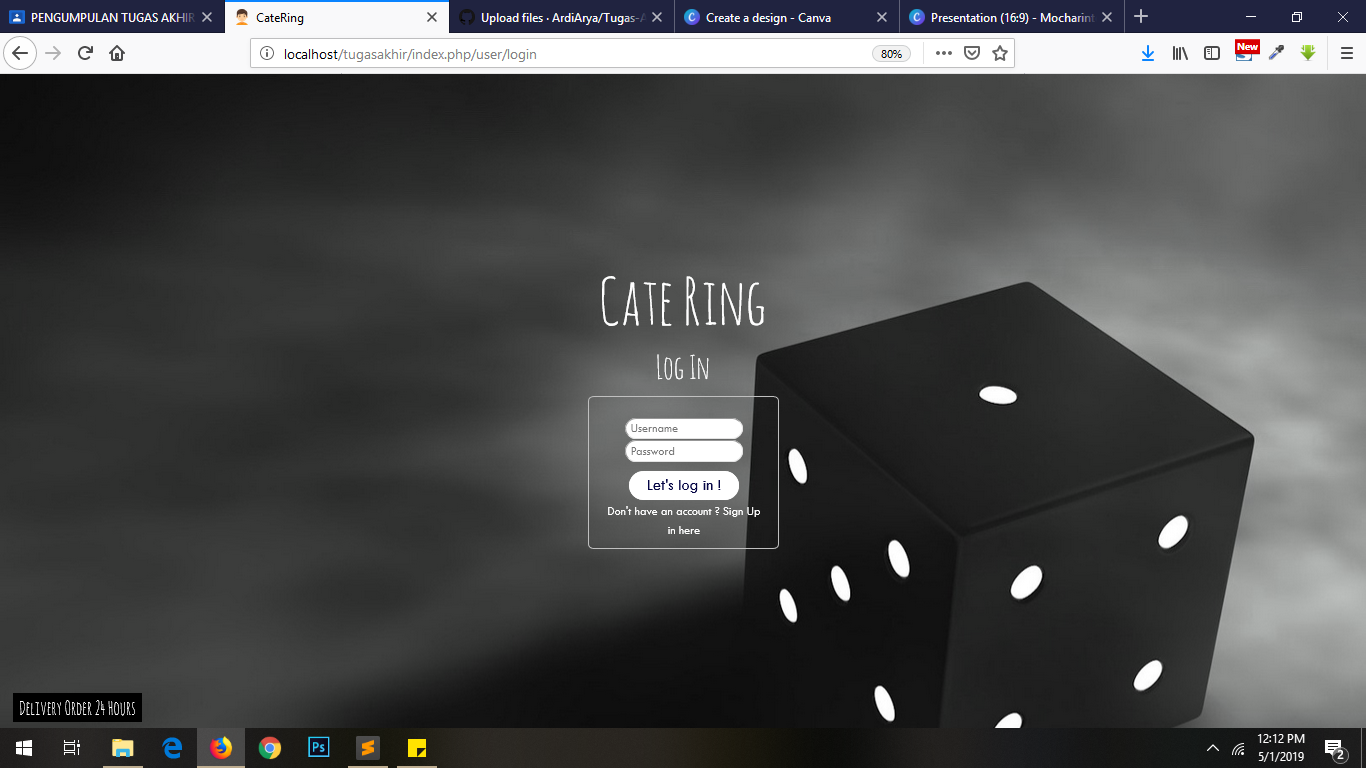 PENGUMPULAN TUGAS AKHIR
CateRing
Upload files · ArdiArya/Tugas-A
Create a design - Canva
Presentation (16:9) - Mocharint
localhost/tugasakhir/index.php/user/login
80%
New
Cate Ring
Log In
Username
Password
Let's log in !
Don't have an account ? Sign Up
in here
Delivery Order 24 Hours
Ps
12:12 PM
5/1/2019
2